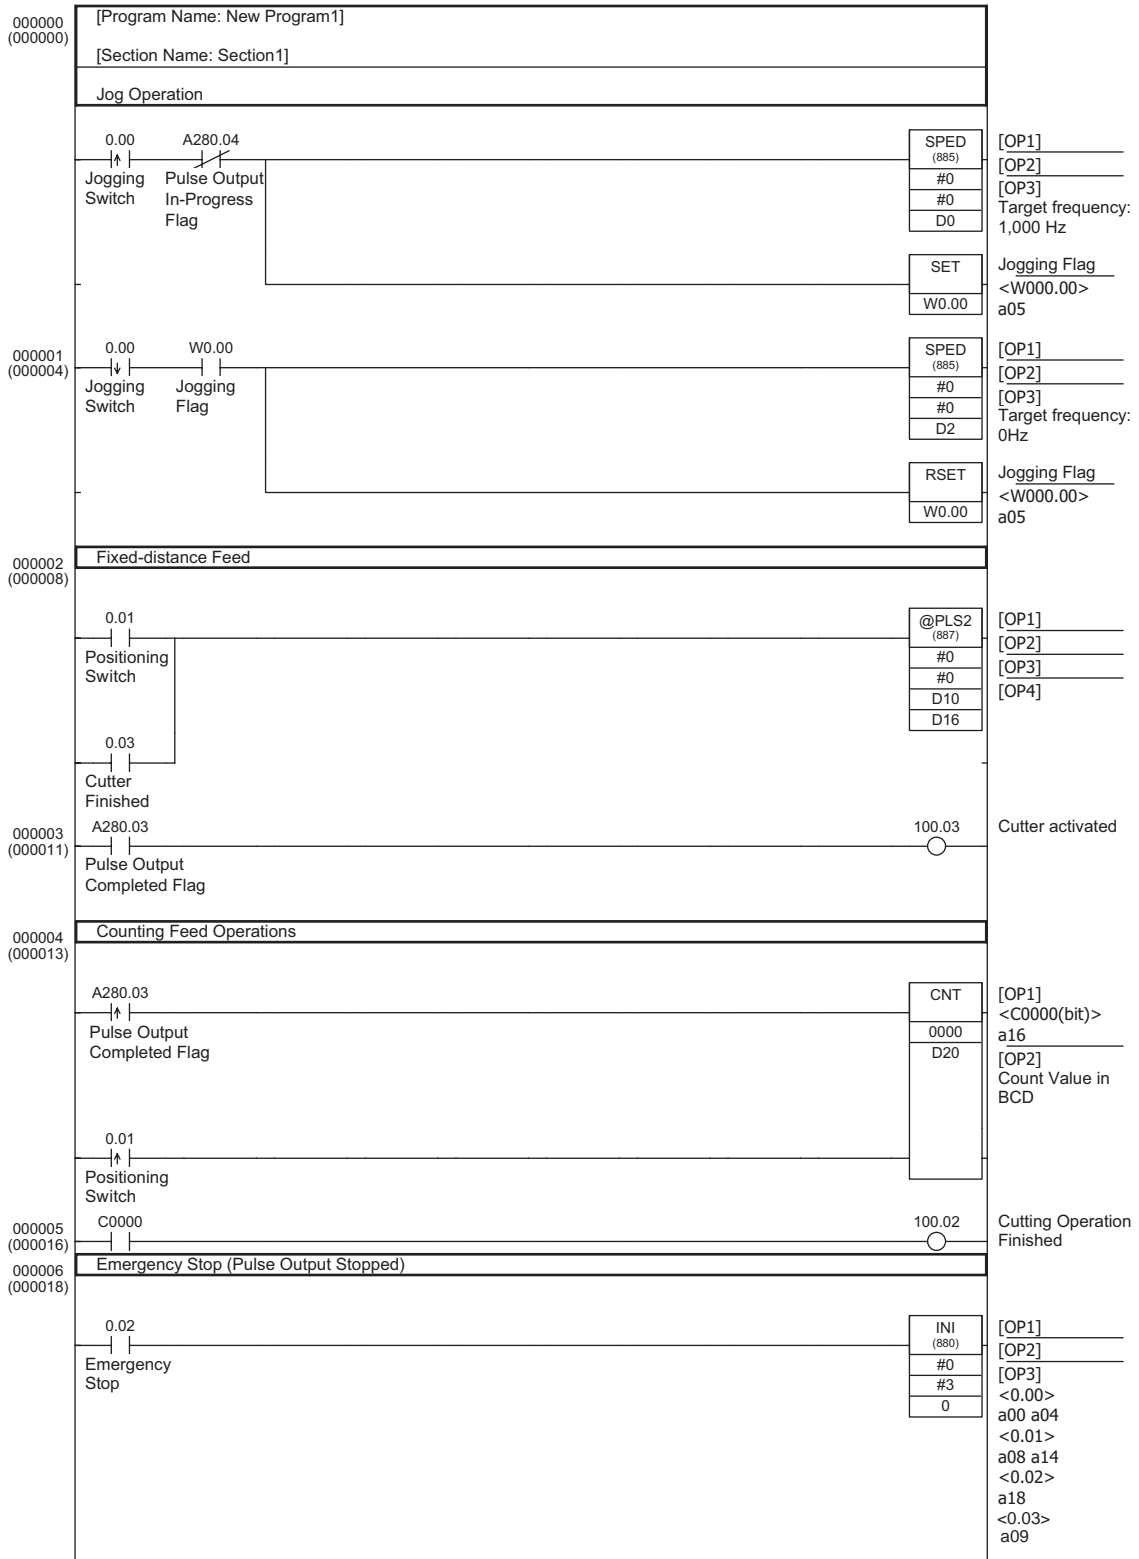 000000
(000000)
[Program Name: New Program1]
[Section Name: Section1]
Jog Operation
0.00 A280.04
Jogging Switch
Pulse Output In-Progress Flag
SPED
(885)
#0
#0
D0
[OP1]
[OP2]
[OP3]
Target frequency:
1,000 Hz
SET
W0.00
Jogging Flag
<W000.00>
a05
000001
(000004)
0.00 W0.00
Jogging Switch
Jogging Flag
SPED
(885)
#0
#0
D2
[OP1]
[OP2]
[OP3]
Target frequency:
0Hz
RSET
W0.00
Jogging Flag
<W000.00>
a05
000002
(000008)
Fixed-distance Feed
0.01
Positioning
Switch
@PLS2
(887)
#0
#0
D10
D16
[OP1]
[OP2]
[OP3]
[OP4]
0.03
Cutter
Finished
000003
(000011)
A280.03
Pulse Output
Completed Flag
100.03
Cutter activated
000004
(000013)
Counting Feed Operations
A280.03
Pulse Output
Completed Flag
CNT
0000
D20
[OP1]
<C0000(bit)>
a16
[OP2]
Count Value in
BCD
0.01
Positioning
Switch
000005
(000016)
C0000
100.02
Cutting Operation
Finished
000006
(000018)
Emergency Stop (Pulse Output Stopped)
0.02
Emergency
Stop
INI
(880)
#0
#3
0
[OP1]
[OP2]
[OP3]
<0.00>
a00 a04
<0.01>
a08 a14
<0.02>
a18
<0.03>
a09